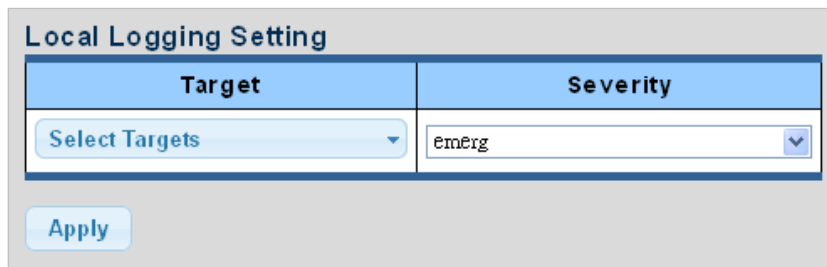 Local Logging Setting
Target Severity
Select Targets emerg
Apply